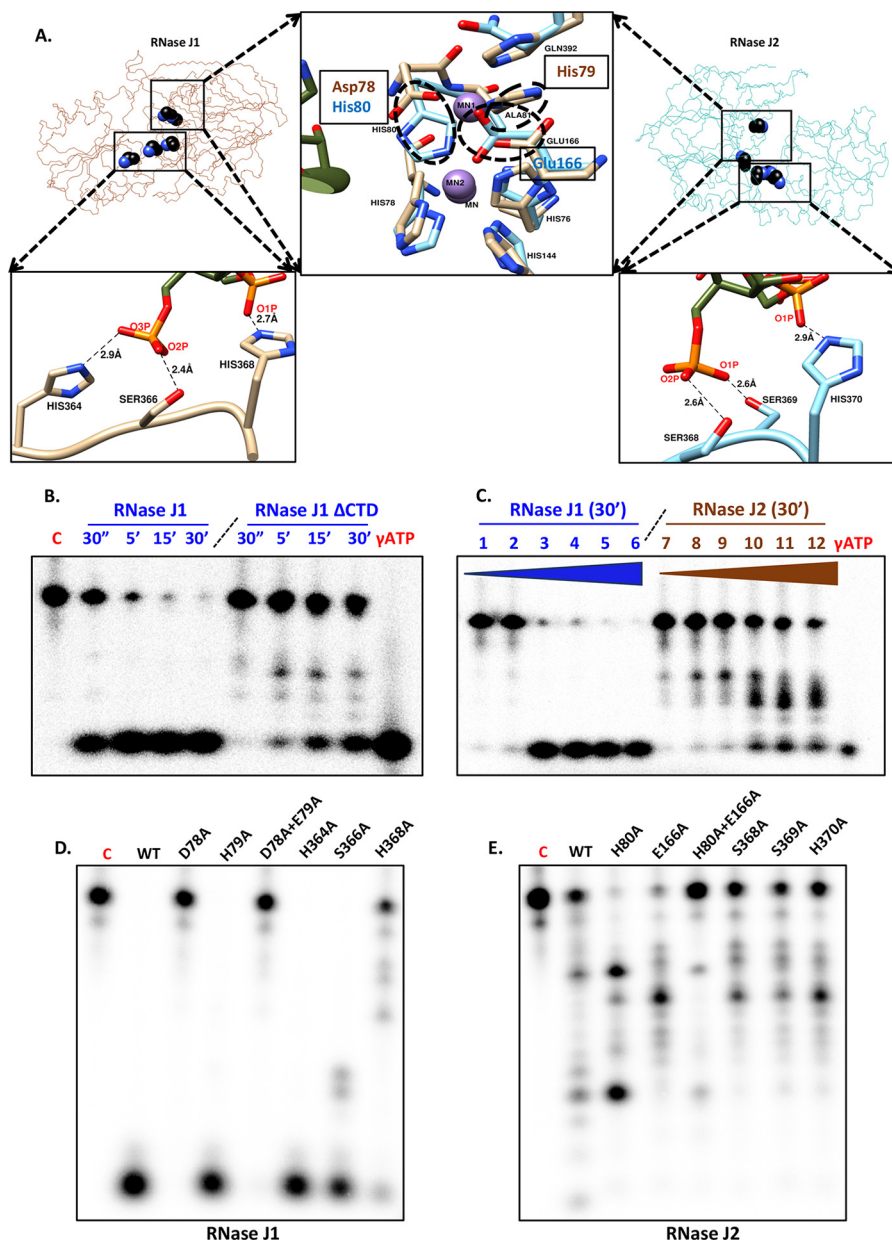 A.
RNase J1
RNase J2
GLN392
Asp78
His80
His79
MN1
ALA81
HIS80
GLU166
Glu166
MN2
MN
HIS78
HIS76
HIS144
O1P
2.7Å
O3P
O2P
2.9Å
2.4Å
HIS368
HIS364
SER366
O1P
2.9Å
O1P
O2P
2.6Å
2.6Å
SER369
HIS370
SER368
B.
RNase J1
RNase J1 ΔCTD
C 30” 5’ 15’ 30’ 30” 5’ 15’ 30’ γATP
C.
RNase J1 (30’)
RNase J2 (30’)
1 2 3 4 5 6 7 8 9 10 11 12 γATP
D.
C WT D78A H79A D78A+E79A H364A S366A H368A
RNase J1
E.
C WT H80A E166A H80A+E166A S368A S369A H370A
RNase J2